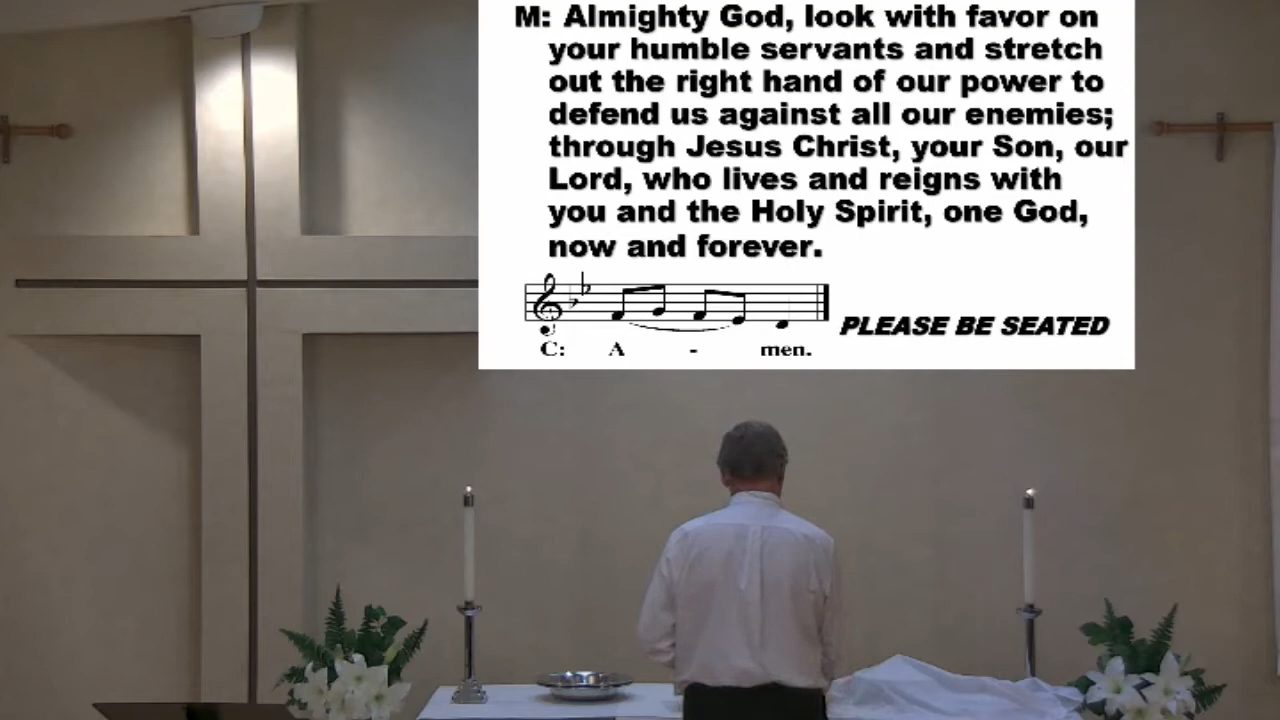 M: Almighty God, look with favor on
your humble servants and stretch
out the right hand of our power to
defend us against all our enemies;
through Jesus Christ, your Son, our
Lord, who lives and reigns with
you and the Holy Spirit, one God,
now and forever.
C: A - men.
PLEASE BE SEATED